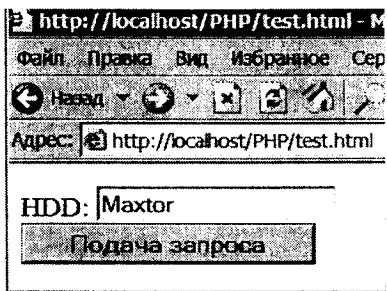 http://localhost/PHP/test.html - M
Файл Правка Вид Избранное Сер
Назад
Адрес: http://localhost/PHP/test.html
HDD: Maxtor
Подача запроса